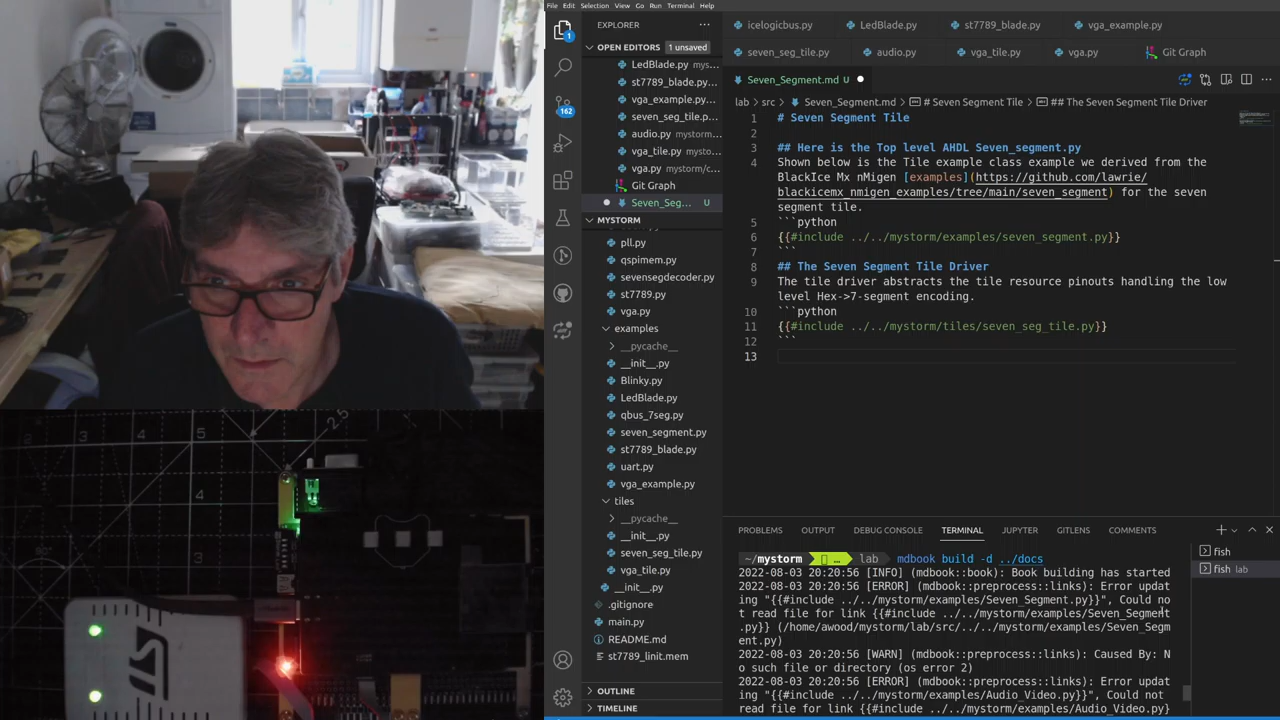 File Edit Selection View Go Run Terminal Help
EXPLORER
OPEN EDITORS 1 unsaved
LedBlade.py myst...
st7789_blade.py...
vga_example.py...
seven_seg_tile.p...
audio.py mystorm...
vga_tile.py mysto...
vga.py mystorm/c...
Git Graph
Seven_Seg... U
MYSTORM
pll.py
qspimem.py
sevensegdecoder.py
st7789.py
vga.py
examples
__pycache__
__init__.py
Blinky.py
LedBlade.py
qbus_7seg.py
seven_segment.py
st7789_blade.py
uart.py
vga_example.py
tiles
__pycache__
__init__.py
seven_seg_tile.py
vga_tile.py
__init__.py
.gitignore
main.py
README.md
st7789_linit.mem
OUTLINE
TIMELINE
1
162
icelogicbus.py LedBlade.py st7789_blade.py vga_example.py
seven_seg_tile.py audio.py vga_tile.py vga.py Git Graph
Seven_Segment.md U
lab > src > Seven_Segment.md > # Seven Segment Tile > ## The Seven Segment Tile Driver
1 # Seven Segment Tile
2
3 ## Here is the Top level AHDL Seven_segment.py
4 Shown below is the Tile example class example we derived from the
BlackIce Mx nMigen [examples](https://github.com/lawrie/
blackicemx_nmigen_examples/tree/main/seven_segment) for the seven
segment tile.
5 ```python
6 {{#include ../../mystorm/examples/seven_segment.py}}
7 ```
8 ## The Seven Segment Tile Driver
9 The tile driver abstracts the tile resource pinouts handling the low
level Hex->7-segment encoding.
10 ```python
11 {{#include ../../mystorm/tiles/seven_seg_tile.py}}
12 ```
13
PROBLEMS OUTPUT DEBUG CONSOLE TERMINAL JUPYTER GITLENS COMMENTS
~/mystorm ... lab mdbook build -d ../docs
2022-08-03 20:20:56 [INFO] (mdbook::book): Book building has started
2022-08-03 20:20:56 [ERROR] (mdbook::preprocess::links): Error updat
ing "{{#include ../../mystorm/examples/Seven_Segment.py}}", Could no
t read file for link {{#include ../../mystorm/examples/Seven_Segment
.py}} (/home/awood/mystorm/lab/src/../../mystorm/examples/Seven_Segm
ent.py)
2022-08-03 20:20:56 [WARN] (mdbook::preprocess::links): Caused By: N
o such file or directory (os error 2)
2022-08-03 20:20:56 [ERROR] (mdbook::preprocess::links): Error updat
ing "{{#include ../../mystorm/examples/Audio_Video.py}}", Could not
read file for link {{#include ../../mystorm/examples/Audio_Video.py}}
fish
fish lab
2 3 4 5
2.5
4
3